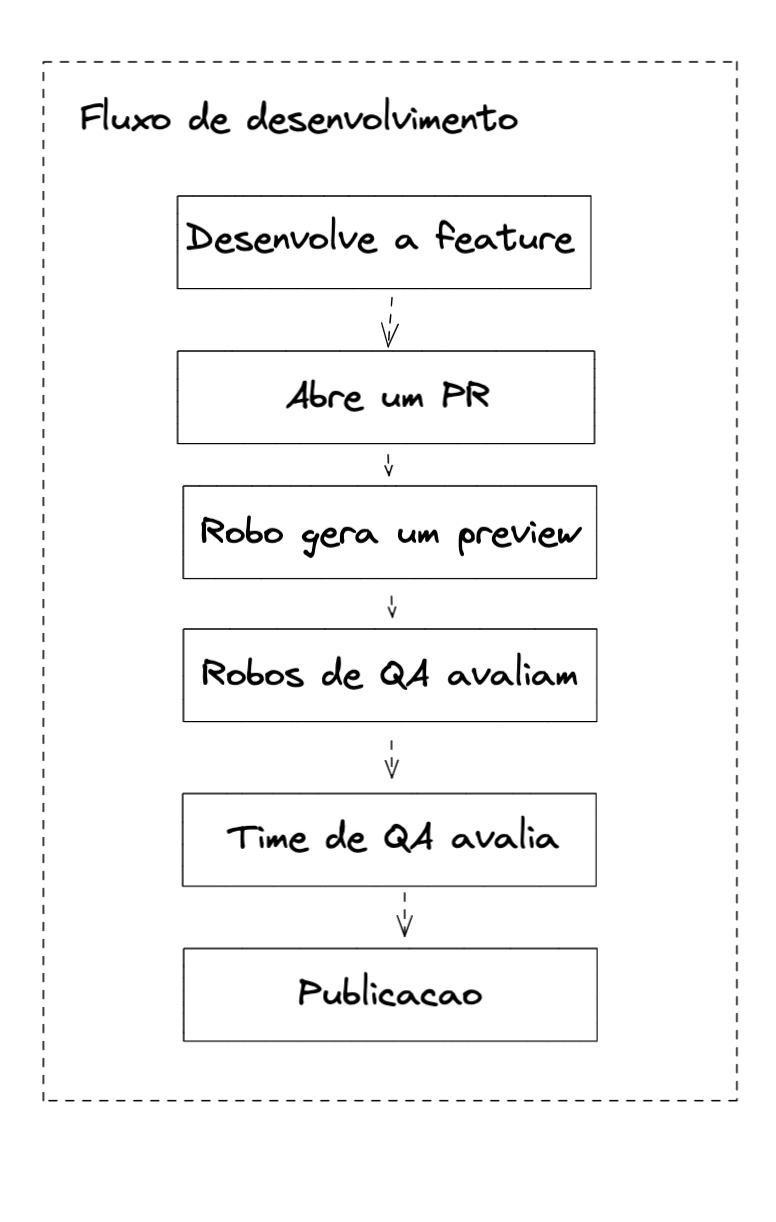 Fluxo de desenvolvimento
Desenvolve a feature
Abre um PR
Robo gera um preview
Robos de QA avaliam
Time de QA avalia
Publicacao